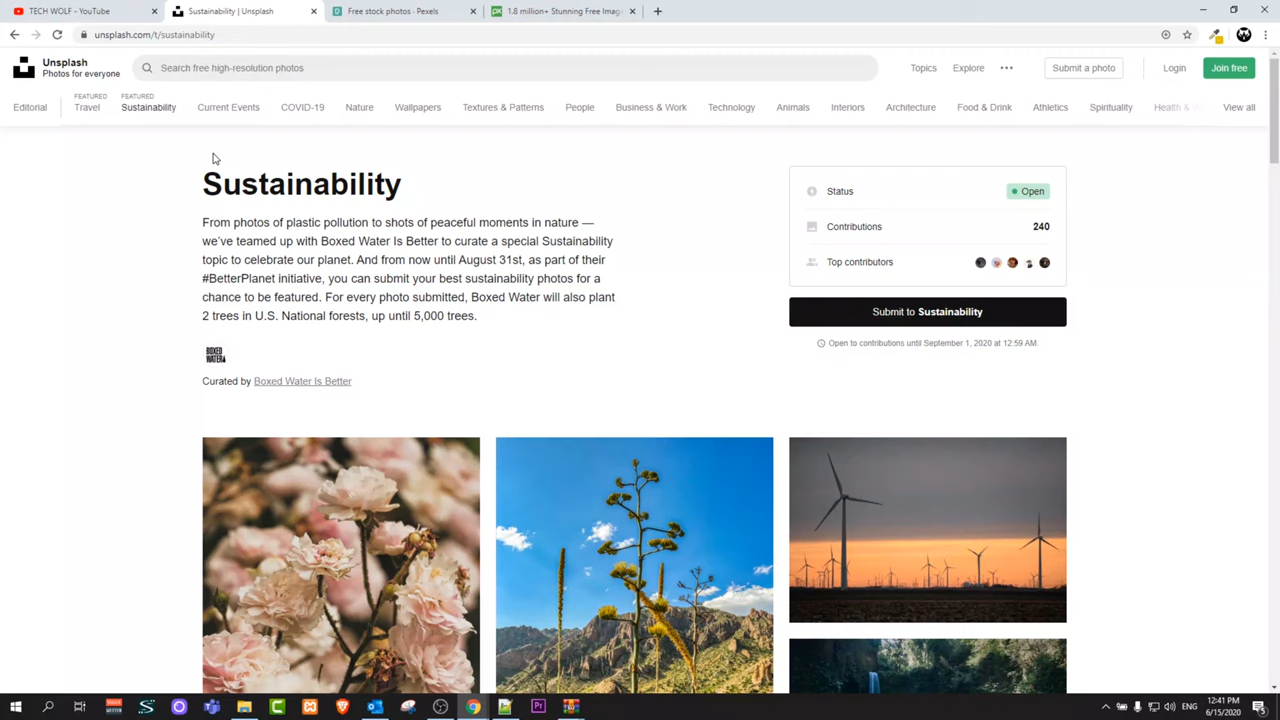 TECH WOLF - YouTube
Sustainability | Unsplash
Free stock photos - Pexels
1.8 million+ Stunning Free Imag
unsplash.com/t/sustainability
Unsplash
Photos for everyone
Search free high-resolution photos
Topics
Explore
Submit a photo
Login
Join free
Editorial
FEATURED
Travel
FEATURED
Sustainability
Current Events
COVID-19
Nature
Wallpapers
Textures & Patterns
People
Business & Work
Technology
Animals
Interiors
Architecture
Food & Drink
Athletics
Spirituality
Health &
View all
Sustainability
From photos of plastic pollution to shots of peaceful moments in nature —
we've teamed up with Boxed Water Is Better to curate a special Sustainability
topic to celebrate our planet. And from now until August 31st, as part of their
#BetterPlanet initiative, you can submit your best sustainability photos for a
chance to be featured. For every photo submitted, Boxed Water will also plant
2 trees in U.S. National forests, up until 5,000 trees.
BOXED
WATER
Curated by Boxed Water Is Better
Status
Open
Contributions
240
Top contributors
Submit to Sustainability
Open to contributions until September 1, 2020 at 12:59 AM.
ENG
12:41 PM
6/15/2020